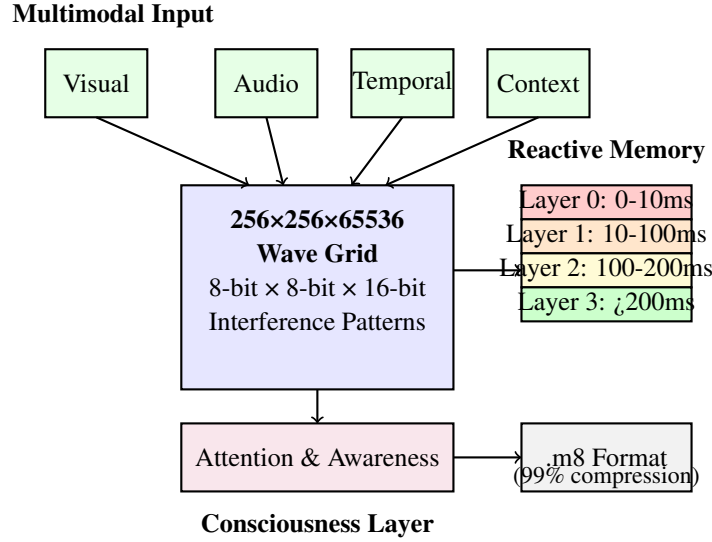 Multimodal Input
Visual
Audio
Temporal
Context
Reactive Memory
256×256×65536
Wave Grid
8-bit × 8-bit × 16-bit
Interference Patterns
Layer 0: 0-10ms
Layer 1: 10-100ms
Layer 2: 100-200ms
Layer 3: ¿200ms
Attention & Awareness
.m8 Format
(99% compression)
Consciousness Layer